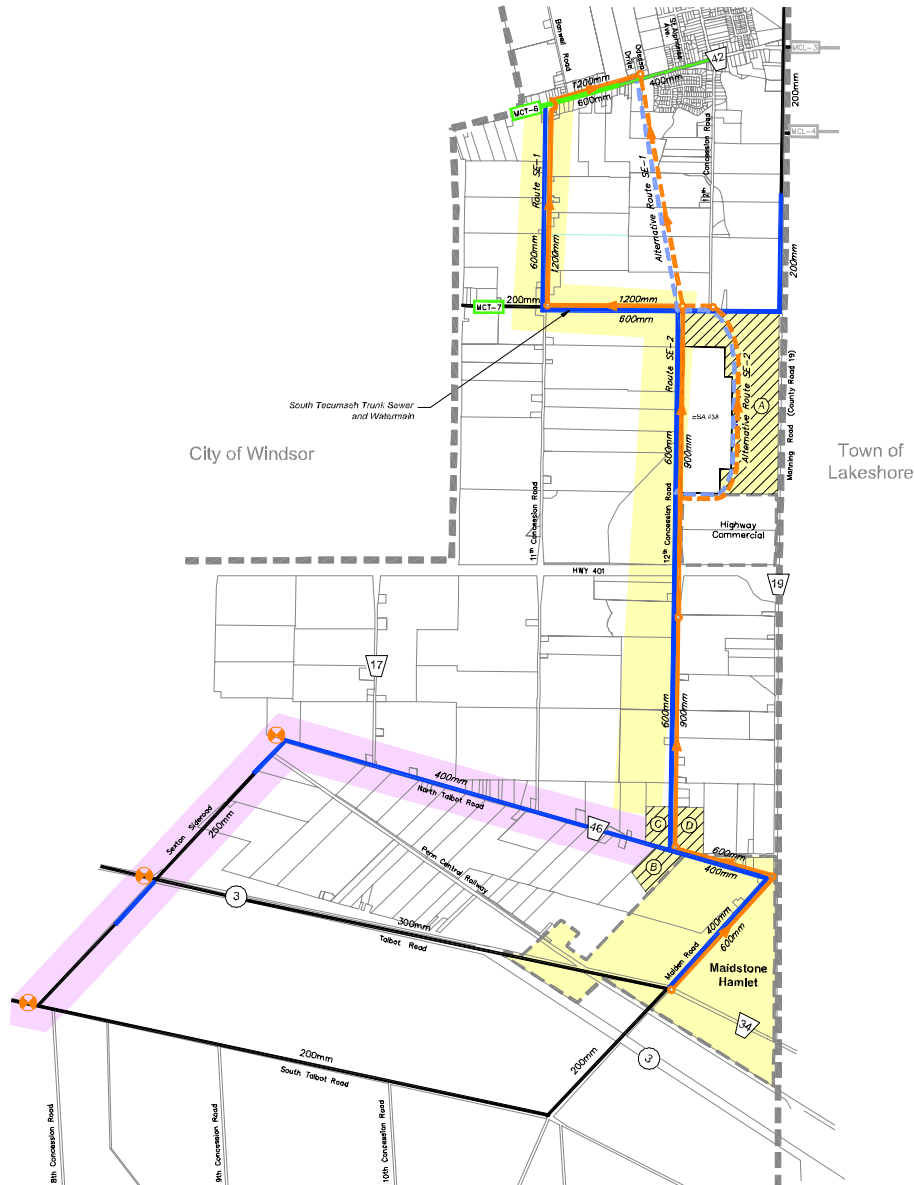 Banwell Road
Odessa
Drive
St. Alphonse
Ave.
42
MCL-3
1200mm
400mm
600mm
MCT-6
200mm
MCL-4
12th Concession Road
Route SE-1
Alternative Route SE-1
600mm
1200mm
200mm
MCT-7
200mm
1200mm
600mm
Route SE-2
Alternative Route SE-2
Manning Road (County Road 19)
A
ESA #38
South Tecumseh Trunk Sewer
and Watermain
City of Windsor
Town of
Lakeshore
600mm
900mm
11th Concession Road
12th Concession Road
Highway
Commercial
HWY 401
19
17
600mm
900mm
400mm
North Talbot Road
Sexton Sideroad
250mm
46
C
D
B
600mm
400mm
Penn Central Railway
3
300mm
Talbot Road
400mm
600mm
Malden Road
Maidstone
Hamlet
34
3
200mm
200mm
South Talbot Road
8th Concession Road
9th Concession Road
10th Concession Road